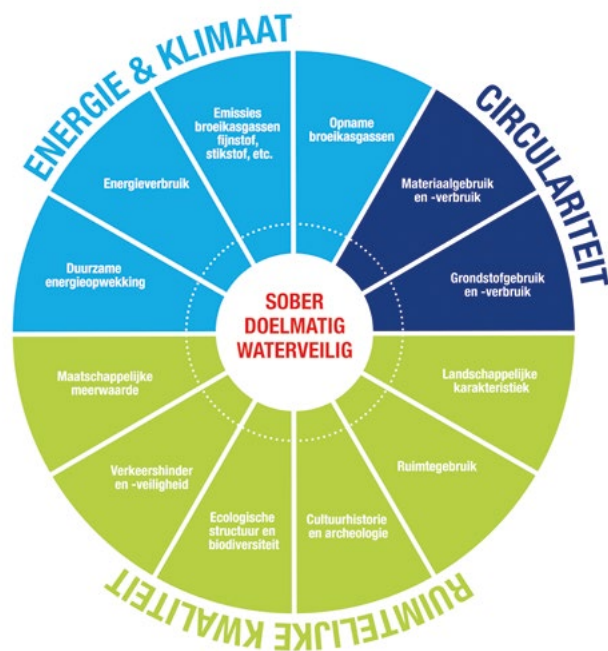 ENERGIE & KLIMAAT
CIRCULARITEIT
Emissies
broeikasgassen
fijnstof,
stikstof, etc.
Opname
broeikasgassen
Energieverbruik
Materiaalgebruik
en -verbruik
Duurzame
energieopwekking
Grondstofgebruik
en -verbruik
SOBER
DOELMATIG
WATERVEILIG
Maatschappelijke
meerwaarde
Landschappelijke
karakteristiek
Verkeershinder
en -veiligheid
Ruimtegebruik
Ecologische
structuur en
biodiversiteit
Cultuurhistorie
en archeologie
RUIMTELIJKE KWALITEIT